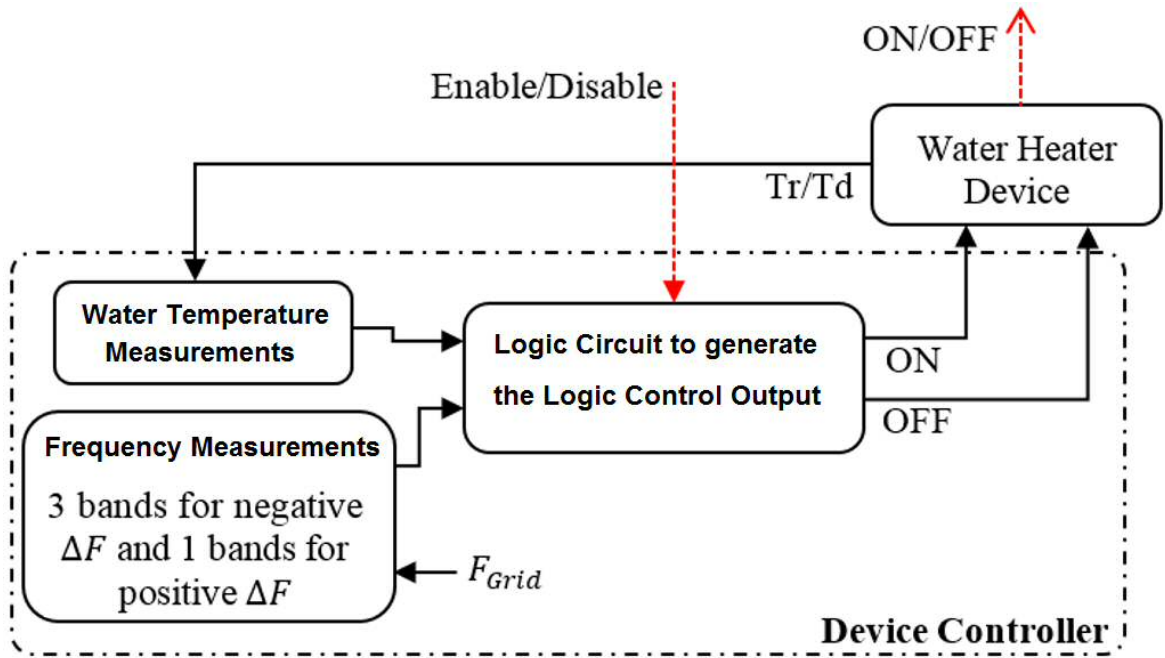 ON/OFF
Enable/Disable
Water Heater
Device
Tr/Td
Water Temperature
Measurements
Logic Circuit to generate
the Logic Control Output
ON
OFF
Frequency Measurements
3 bands for negative
ΔF and 1 bands for
positive ΔF
F_Grid
Device Controller